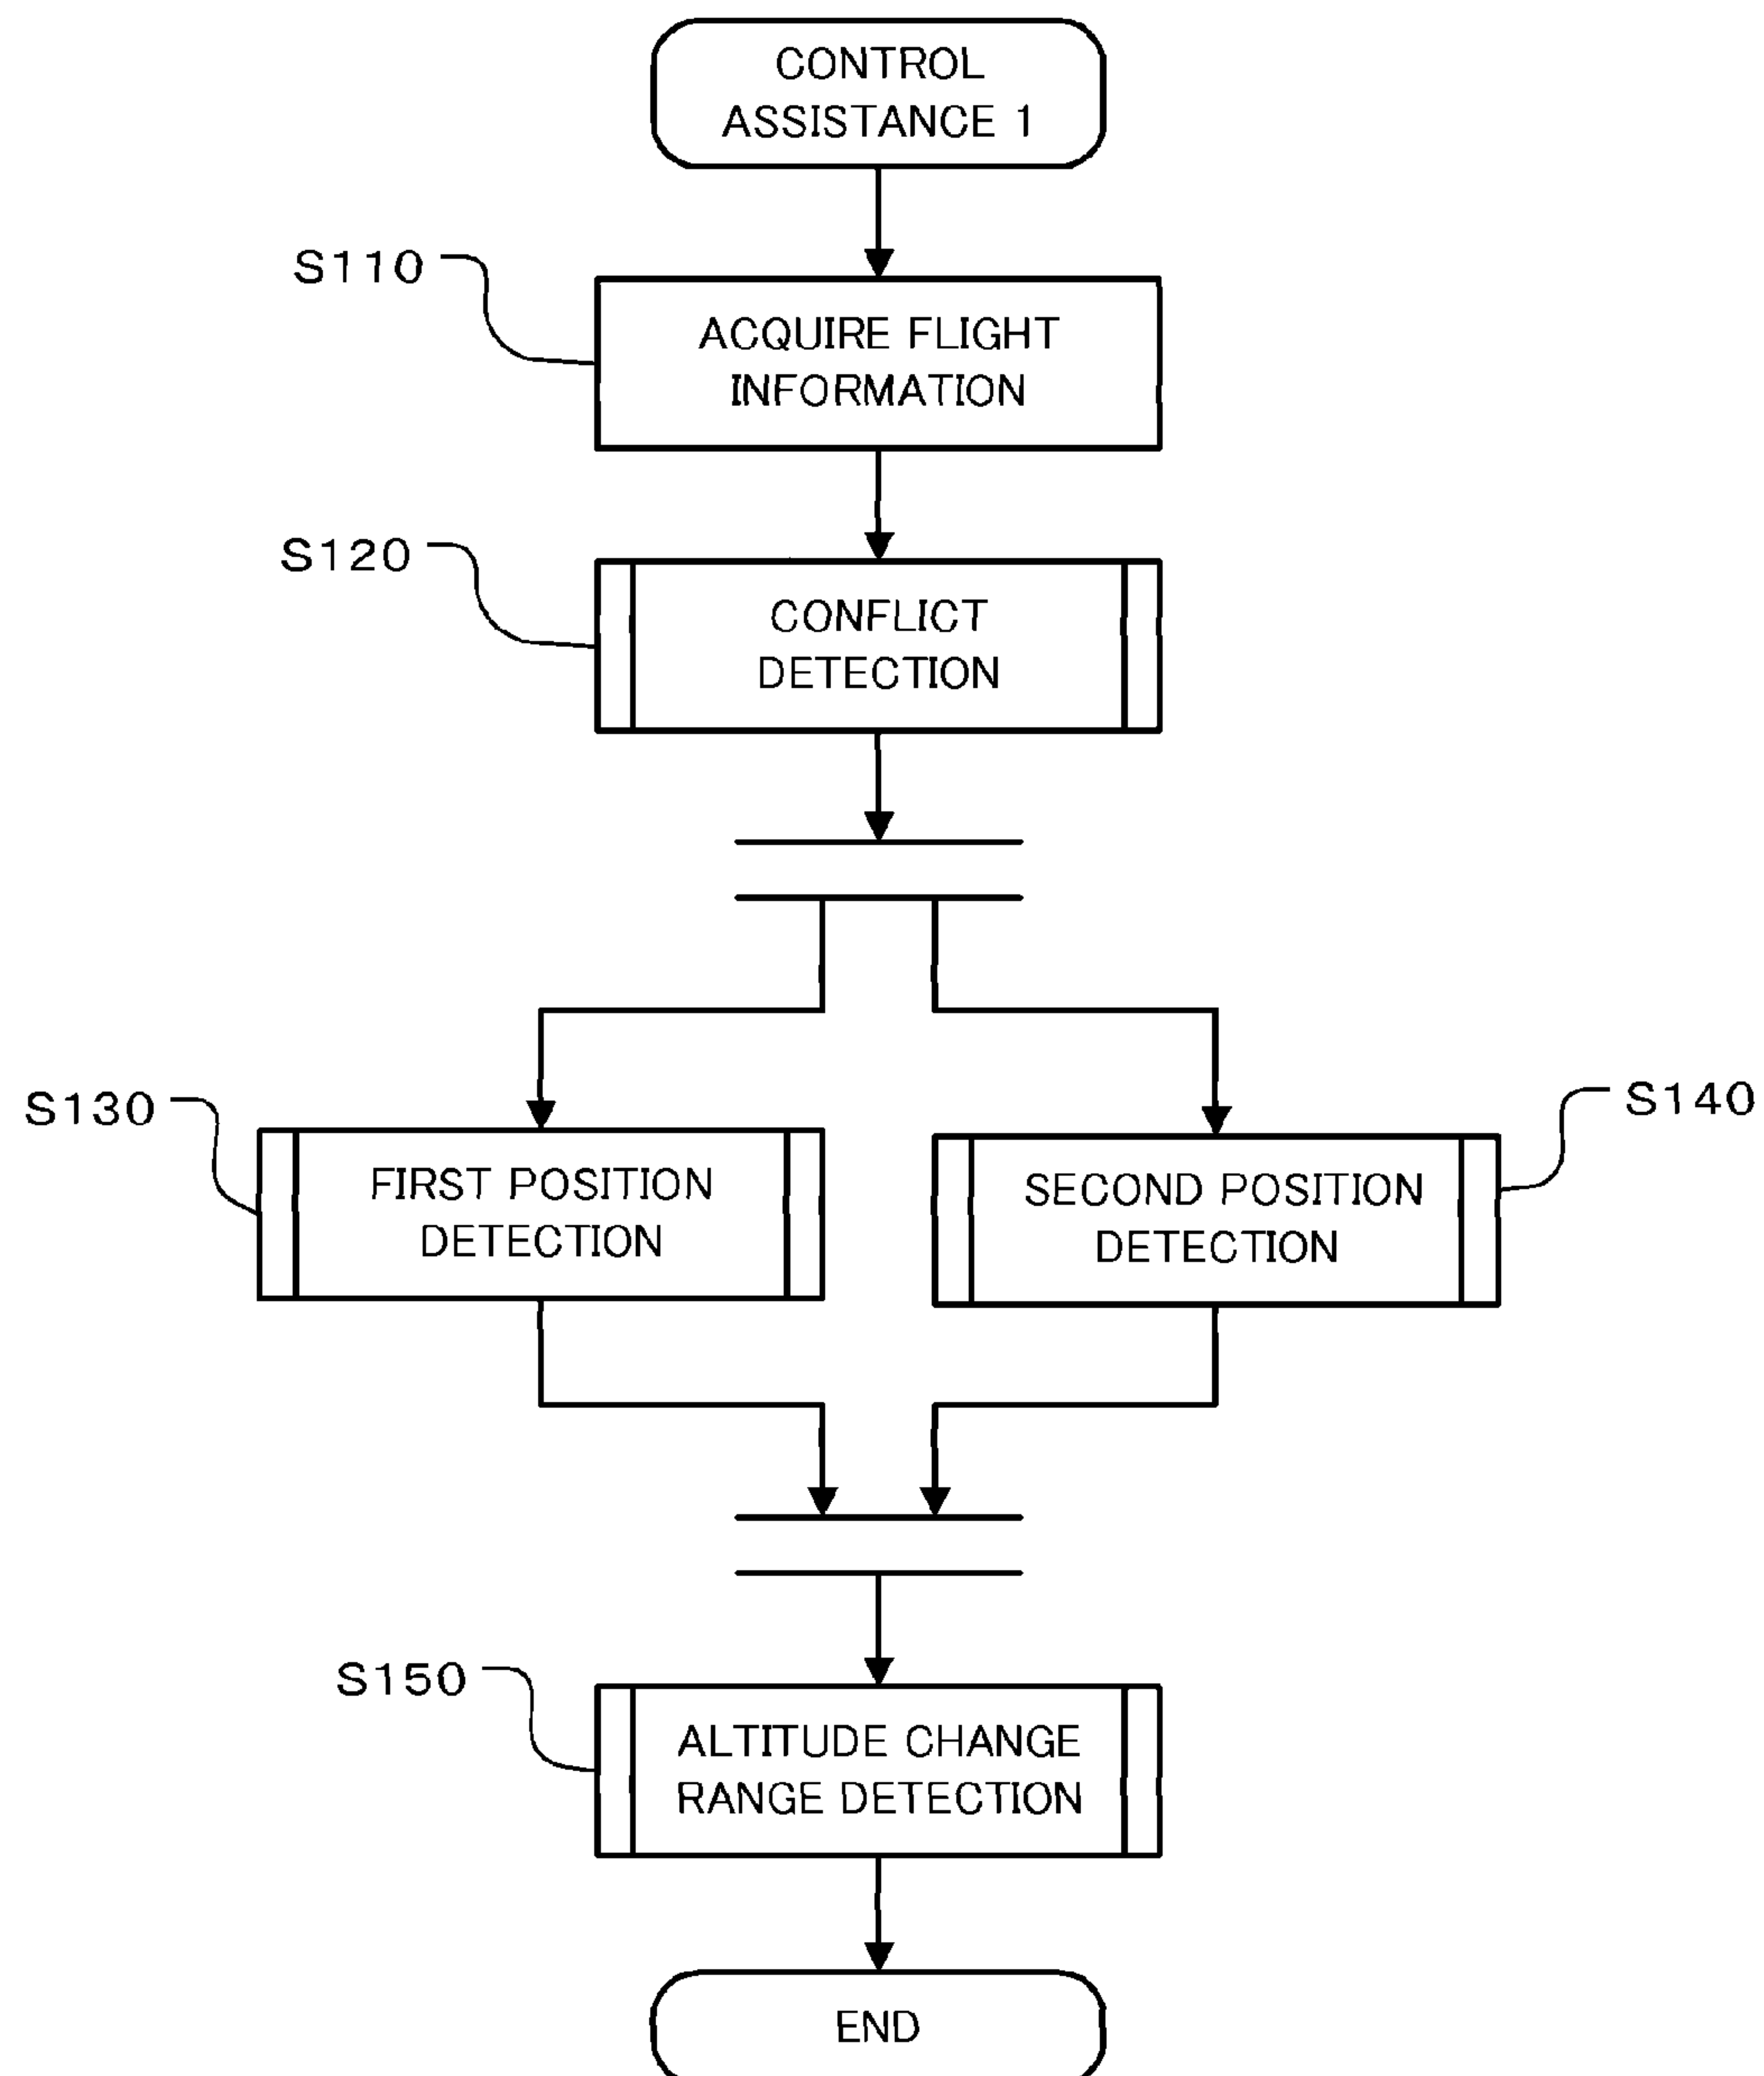 CONTROL
ASSISTANCE 1
S110
ACQUIRE FLIGHT
INFORMATION
S120
CONFLICT
DETECTION
S130
FIRST POSITION
DETECTION
S140
SECOND POSITION
DETECTION
S150
ALTITUDE CHANGE
RANGE DETECTION
END